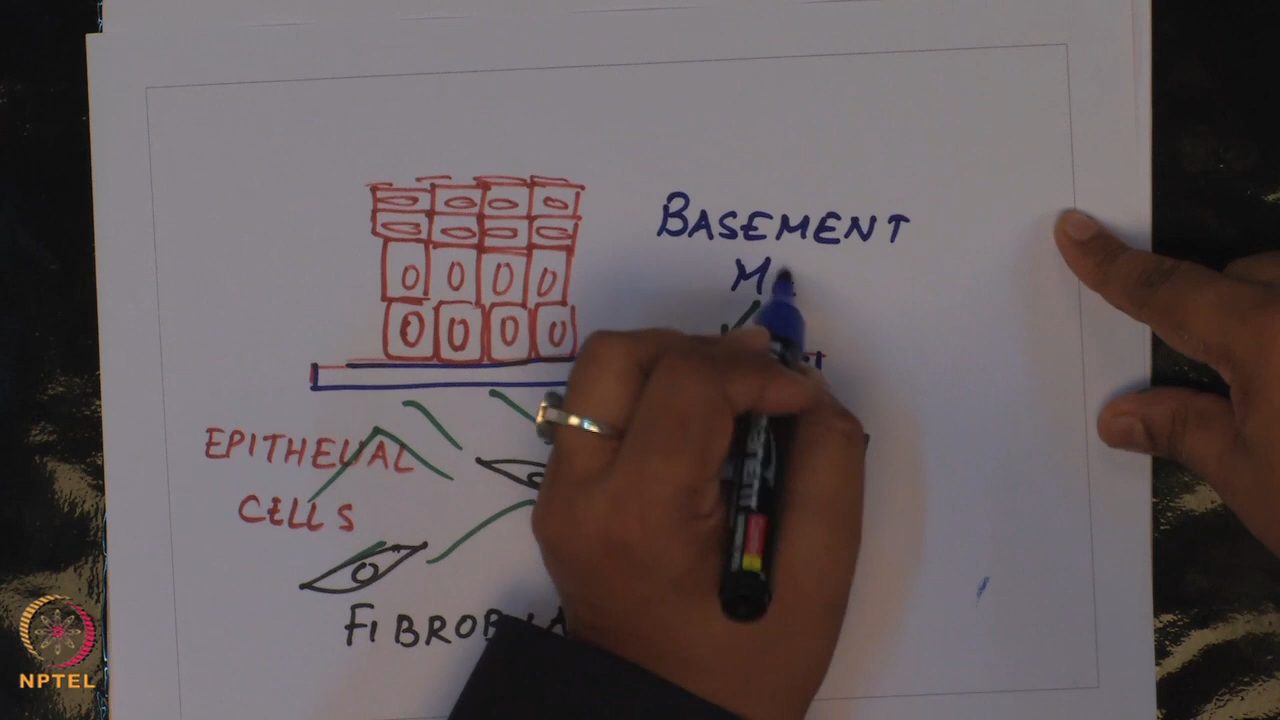 BASEMENT
M
EPITHELIAL
CELLS
FIBROB
NPTEL